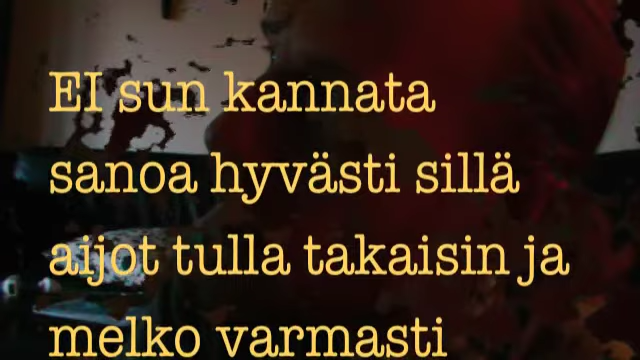 EI sun kannata
sanoa hyvästi sillä
aijot tulla takaisin ja
melko varmasti